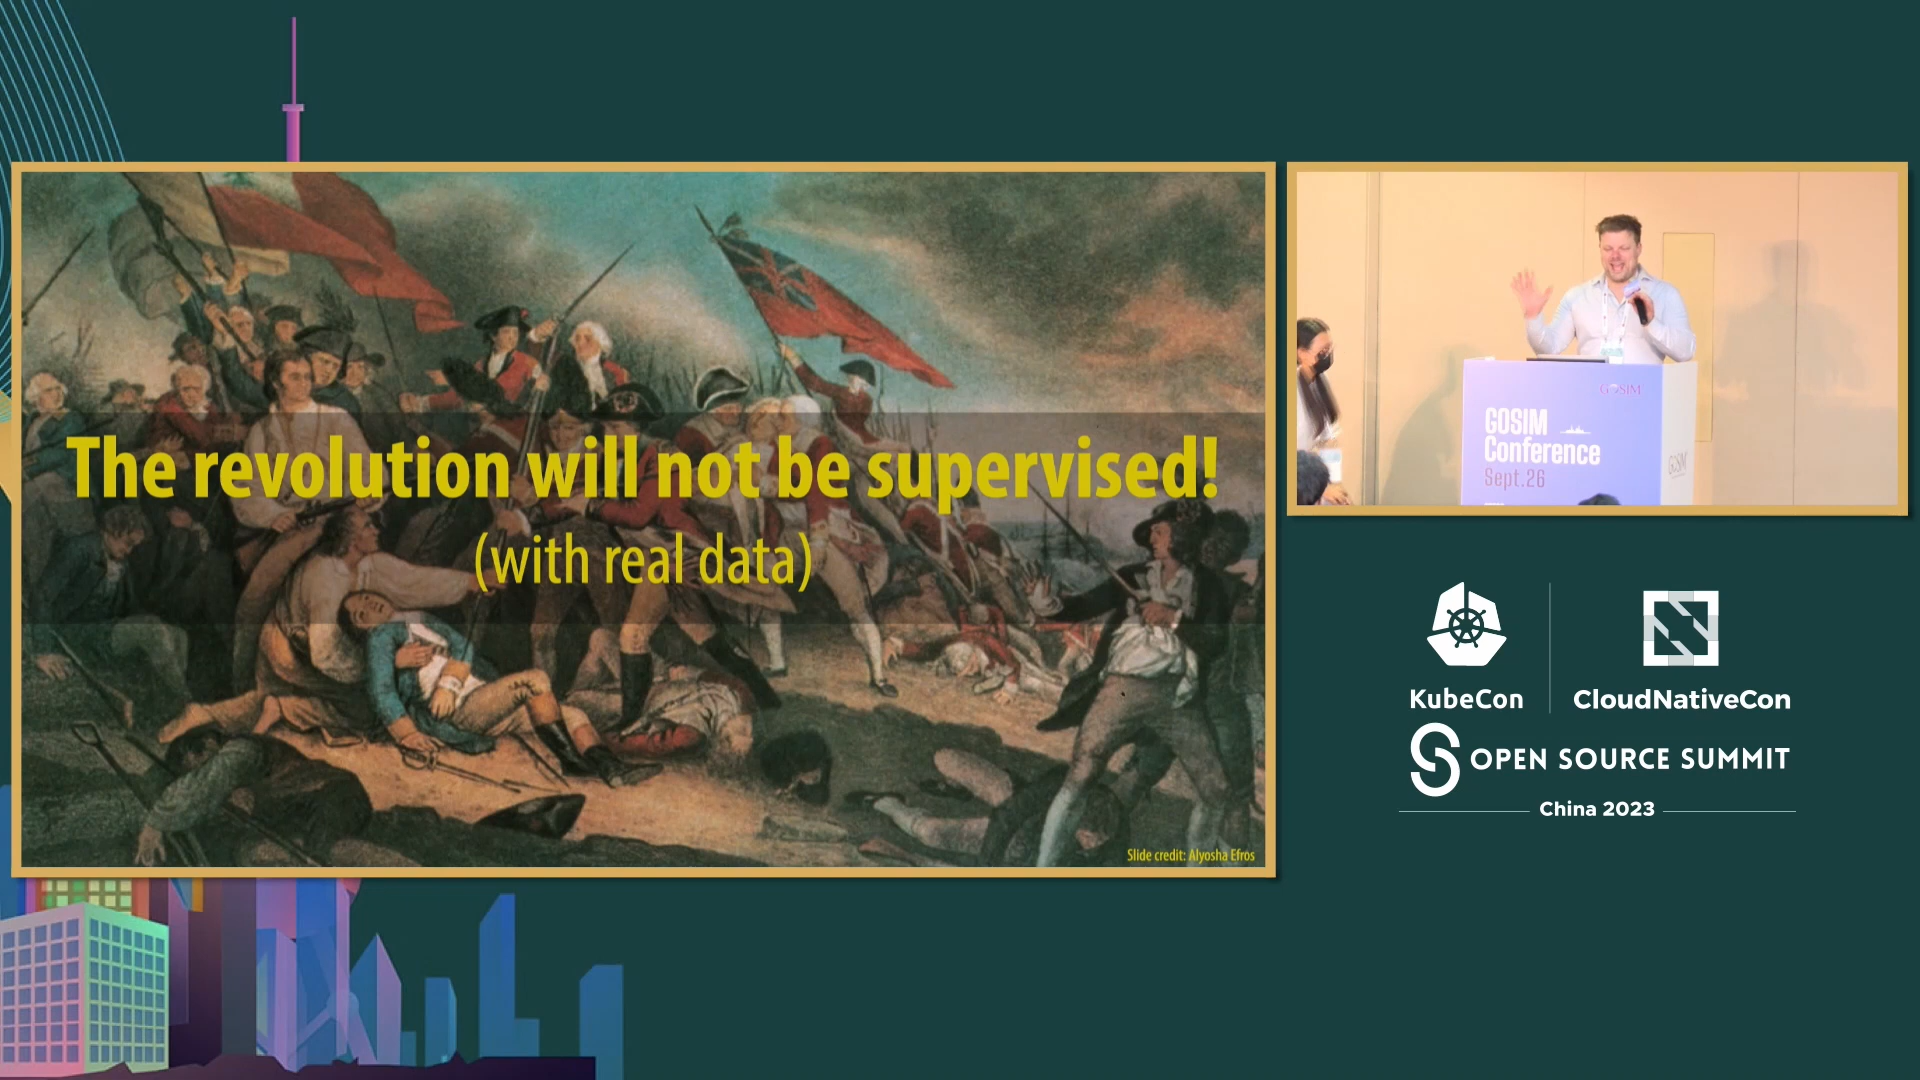 The revolution will not be supervised!
(with real data)
Slide credit: Alyosha Efros
GOSIM
GOSIM
Conference
Sept.26
GOSIM
KubeCon
CloudNativeCon
OPEN SOURCE SUMMIT
China 2023